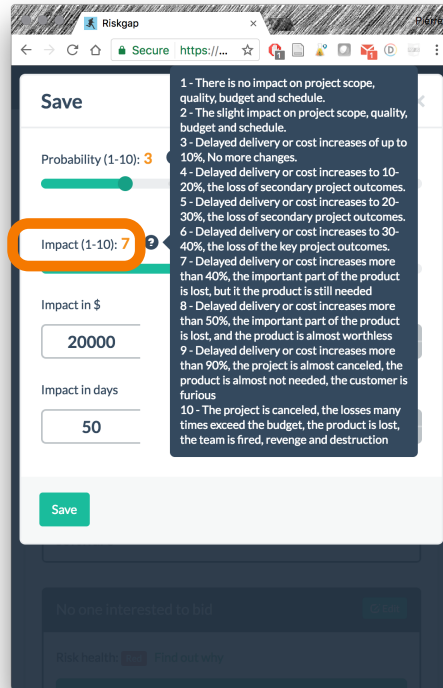 Riskgap
Pierre
Secure https://...
Save
1 - There is no impact on project scope,
quality, budget and schedule.
2 - The slight impact on project scope, quality,
budget and schedule.
3 - Delayed delivery or cost increases of up to
10%, No more changes.
4 - Delayed delivery or cost increases to 10-
20%, the loss of secondary project outcomes.
5 - Delayed delivery or cost increases to 20-
30%, the loss of secondary project outcomes.
6 - Delayed delivery or cost increases to 30-
40%, the loss of the key project outcomes.
7 - Delayed delivery or cost increases more
than 40%, the important part of the product
is lost, but it the product is still needed
8 - Delayed delivery or cost increases more
than 50%, the important part of the product
is lost, and the product is almost worthless
9 - Delayed delivery or cost increases more
than 90%, the project is almost canceled, the
product is almost not needed, the customer is
furious
10 - The project is canceled, the losses many
times exceed the budget, the product is lost,
the team is fired, revenge and destruction
Probability (1-10): 3
Impact (1-10): 7 ?
Impact in $
20000
Impact in days
50
Save
No one interested to bid
Risk health: Find out why